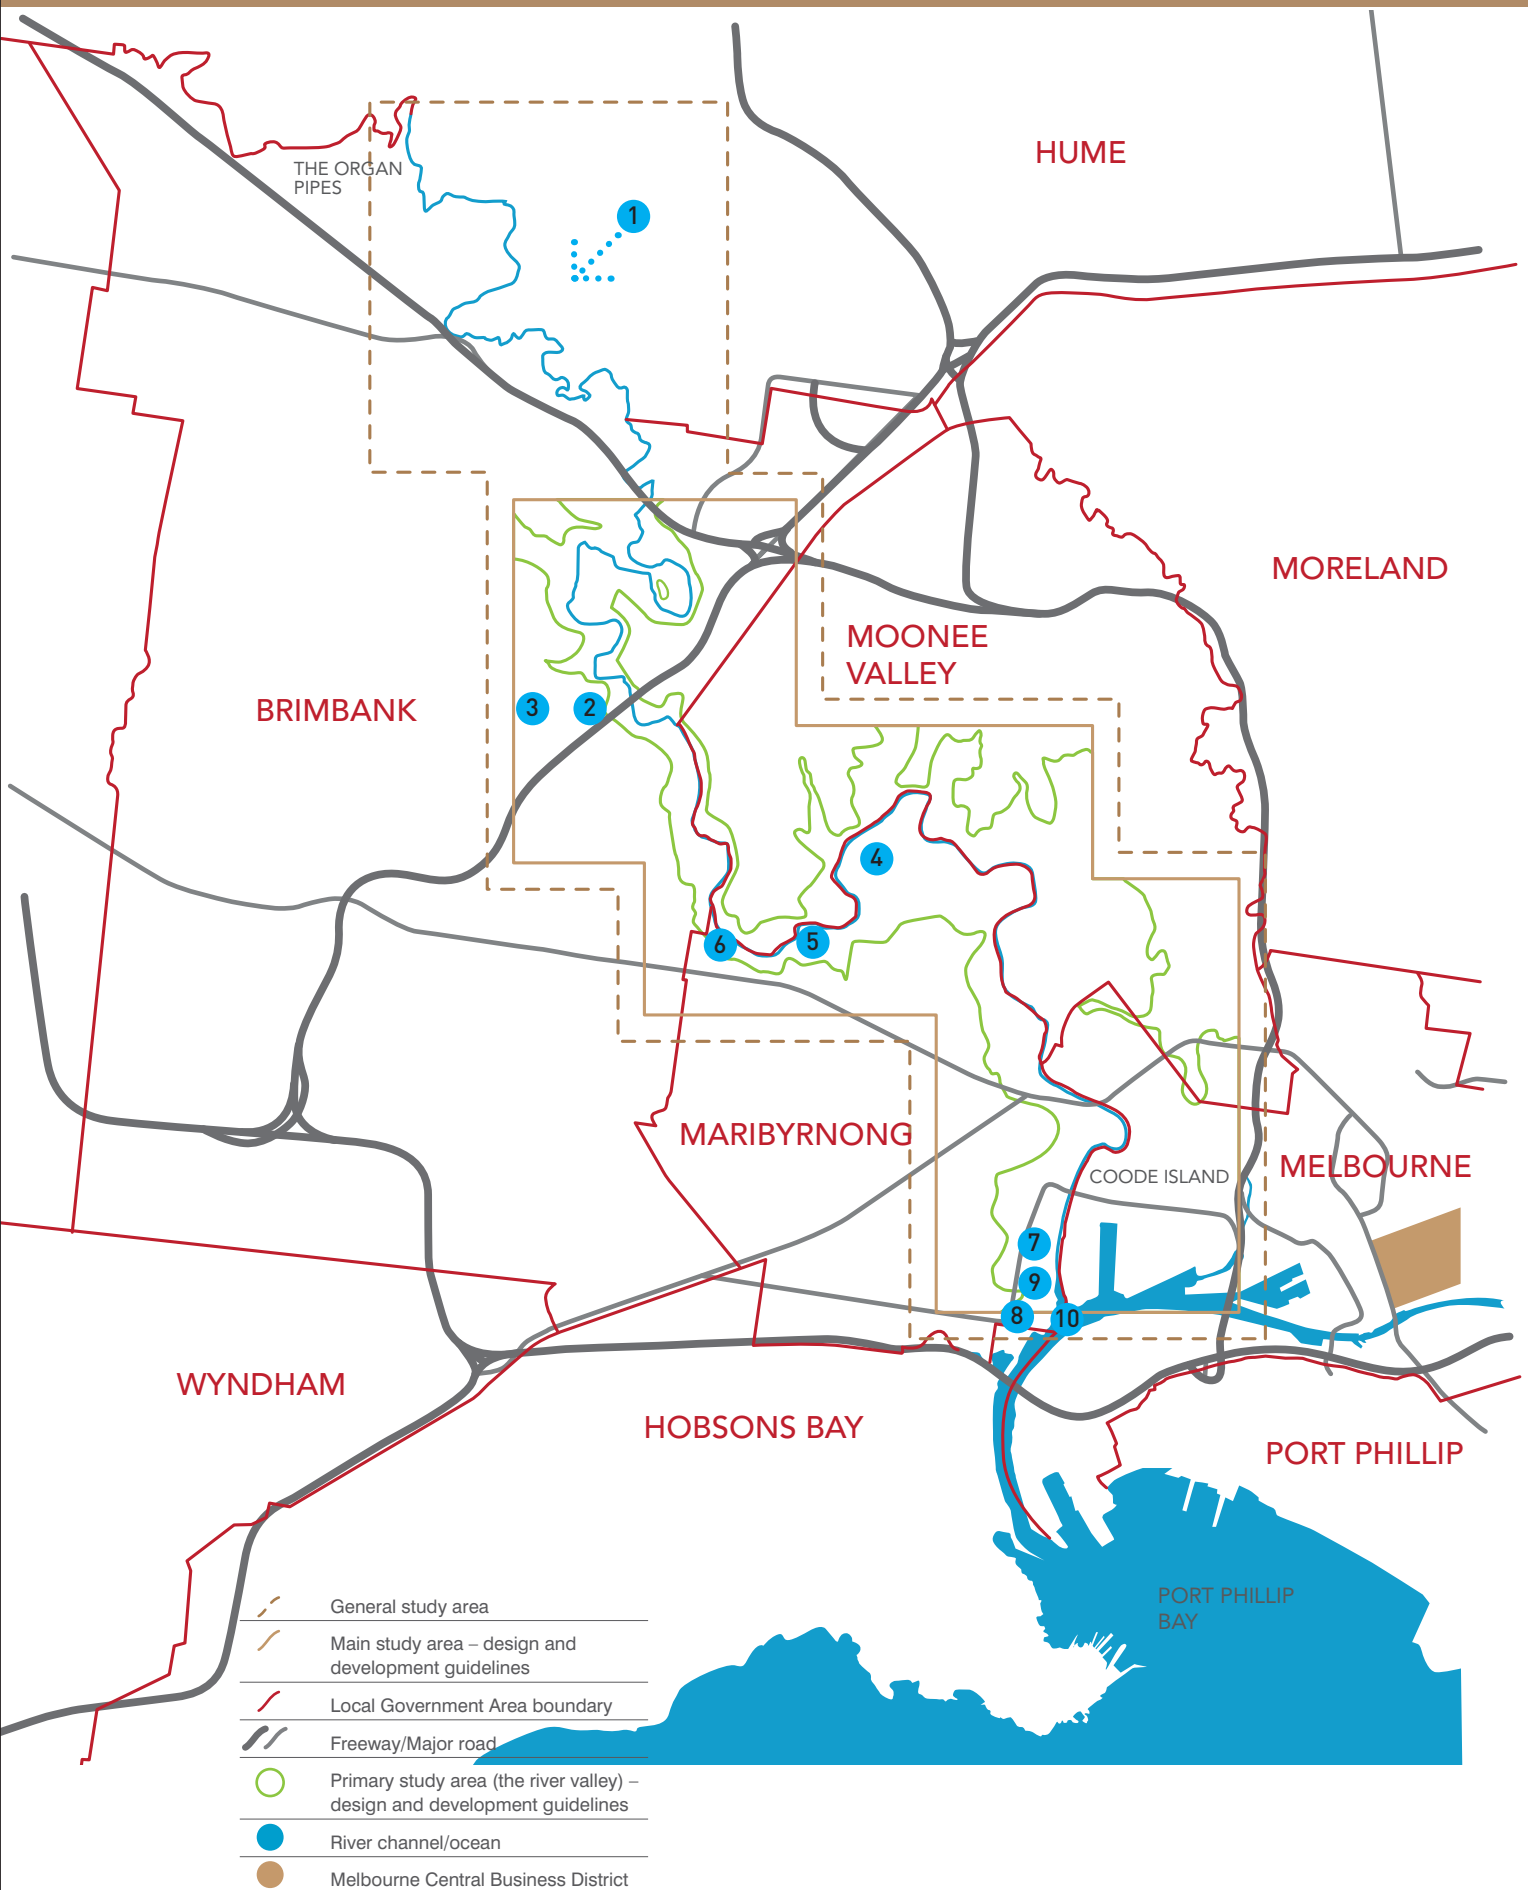 HUME
THE ORGAN
PIPES
1
MORELAND
MOONEE
VALLEY
BRIMBANK
3
2
4
6
5
MARIBYRNONG
MELBOURNE
COODE ISLAND
7
9
8
10
WYNDHAM
HOBSONS BAY
PORT PHILLIP
PORT PHILLIP
BAY
General study area
Main study area – design and
development guidelines
Local Government Area boundary
Freeway/Major road
Primary study area (the river valley) –
design and development guidelines
River channel/ocean
Melbourne Central Business District